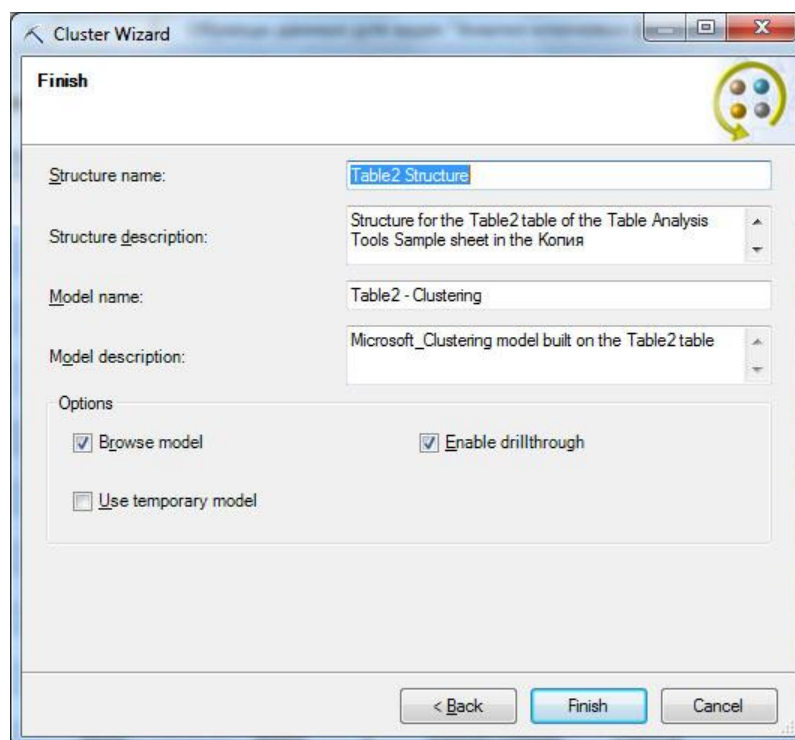 Cluster Wizard
Finish
Structure name:
Table2 Structure
Structure description:
Structure for the Table2 table of the Table Analysis
Tools Sample sheet in the Копия
Model name:
Table2 - Clustering
Model description:
Microsoft_Clustering model built on the Table2 table
Options
Browse model
Enable drillthrough
Use temporary model
< Back
Finish
Cancel